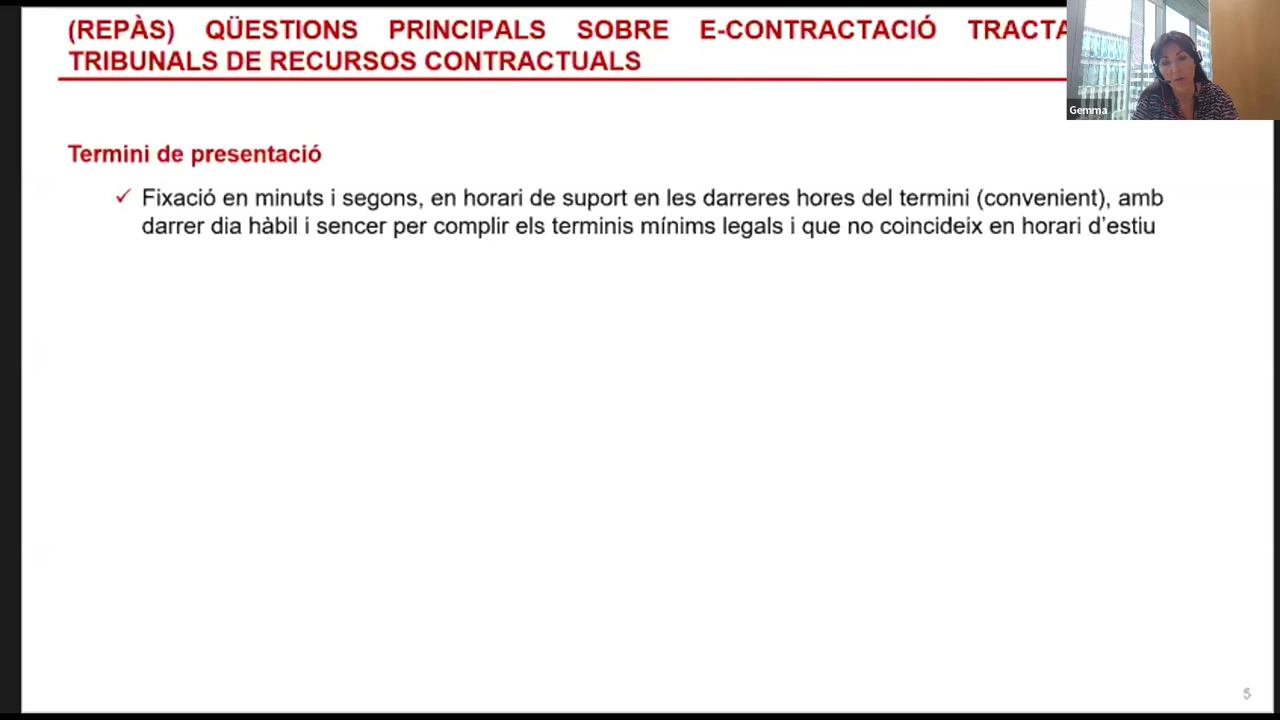 (REPÀS) QÜESTIONS PRINCIPALS SOBRE E-CONTRACTACIÓ
TRIBUNALS DE RECURSOS CONTRACTUALS
Gemma
Termini de presentació
✓ Fixació en minuts i segons, en horari de suport en les darreres hores del termini (convenient), amb
darrer dia hàbil i sencer per complir els terminis mínims legals i que no coincideix en horari d'estiu
5